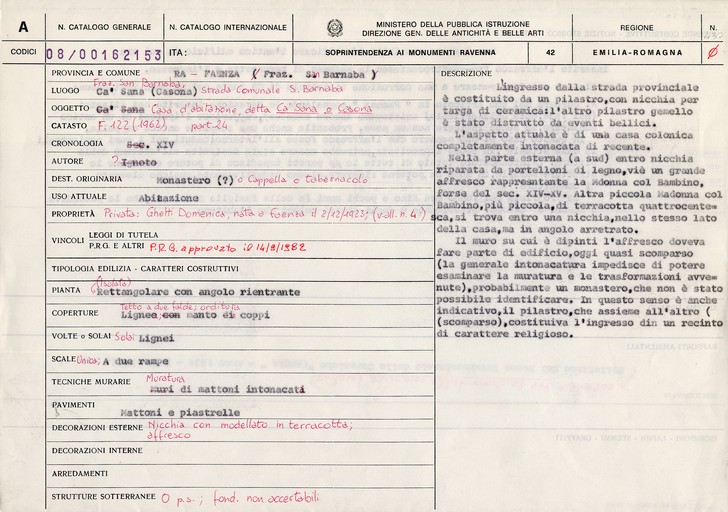 A
N. CATALOGO GENERALE
N. CATALOGO INTERNAZIONALE
MINISTERO DELLA PUBBLICA ISTRUZIONE
DIREZIONE GEN. DELLE ANTICHITÀ E BELLE ARTI
REGIONE
N.
CODICI
08/00162153
ITA:
SOPRINTENDENZA AI MONUMENTI RAVENNA
42
EMILIA-ROMAGNA
PROVINCIA E COMUNE RA - FAENZA ( Fraz. San Barnaba )
Fraz. San Barnaba,
LUOGO Ca' Sana (Casona) Strada Comunale S. Barnaba
OGGETTO Ca' Sana Casa d'abitazione, detta Ca' Sana o Casona
CATASTO F. 122 (1962), part. 24
CRONOLOGIA Sec. XIV
AUTORE ? Ignoto
DEST. ORIGINARIA Monastero (?) o Cappella o tabernacolo
USO ATTUALE Abitazione
PROPRIETÀ Privata: Ghetti Domenica, nata a Faenza il 2/12/1923; (v. all. n. 4)
VINCOLI
LEGGI DI TUTELA
P.R.G. E ALTRI P.R.G. approvato il 14/9/1982
TIPOLOGIA EDILIZIA - CARATTERI COSTRUTTIVI
(Isolata)
PIANTA Rettangolare con angolo rientrante
Tetto a due falde; orditura
COPERTURE Lignee, con manto di coppi
VOLTE o SOLAI Solai Lignei
SCALE Unica; A due rampe
Muratura
TECNICHE MURARIE Muri di mattoni intonacati
PAVIMENTI Mattoni e piastrelle
DECORAZIONI ESTERNE Nicchia con modellato in terracotta;
affresco
DECORAZIONI INTERNE
ARREDAMENTI
STRUTTURE SOTTERRANEE 0 p.s.; fond. non accertabili
DESCRIZIONE
L'ingresso dalla strada provinciale
è costituito da un pilastro,con nicchia per
targa di ceramica:l'altro pilastro gemello
è stato distrutto da eventi bellici.
L'aspetto attuale è di una casa colonica
completamente intonacata di recente.
Nella parte esterna (a sud) entro nicchia
riparata da portelloni di legno,vi è un grande
affresco rappresntante la Mdonna col Bambino,
forse del sec. XIV-XV. Altra piccola Madonna col
Bambino,più piccola,di terracotta quattrocente=
sca,si trova entro una nicchia,nello stesso lato
della casa,ma in angolo arretrato.
Il muro su cui è dipinti l'affresco doveva
fare parte di edificio,oggi quasi scomparso
(la generale intonacatura impedisce di potere
esaminare la muratura e le trasformazioni avve=
nute),probabilmente un monastero,che non è stato
possibile identificare. In questo senso è anche
indicativo,il pilastro,che assieme all'altro (
(scomparso),costituiva l'ingresso din un recinto
di carattere religioso.